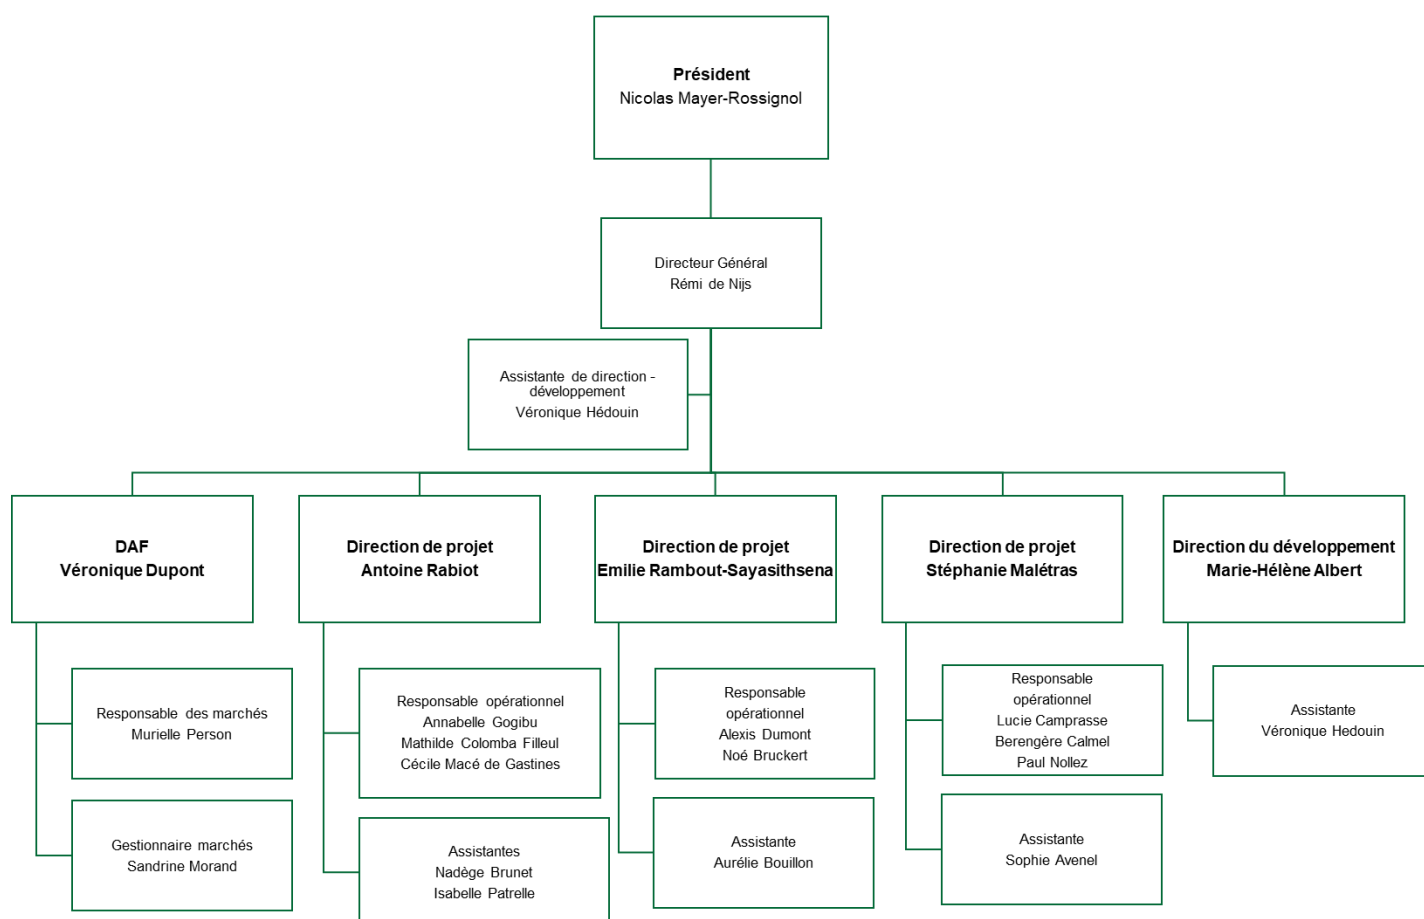 Président
Nicolas Mayer-Rossignol
Directeur Général
Rémi de Nijs
Assistante de direction -
développement
Véronique Hédouin
DAF
Véronique Dupont
Direction de projet
Antoine Rabiot
Direction de projet
Emilie Rambout-Sayasithsena
Direction de projet
Stéphanie Malétras
Direction du développement
Marie-Hélène Albert
Responsable des marchés
Murielle Person
Gestionnaire marchés
Sandrine Morand
Responsable opérationnel
Annabelle Gogibu
Mathilde Colomba Filleul
Cécile Macé de Gastines
Assistantes
Nadège Brunet
Isabelle Patrelle
Responsable
opérationnel
Alexis Dumont
Noé Bruckert
Assistante
Aurélie Bouillon
Responsable
opérationnel
Lucie Camprasse
Berengère Calmel
Paul Nollez
Assistante
Sophie Avenel
Assistante
Véronique Hedouin